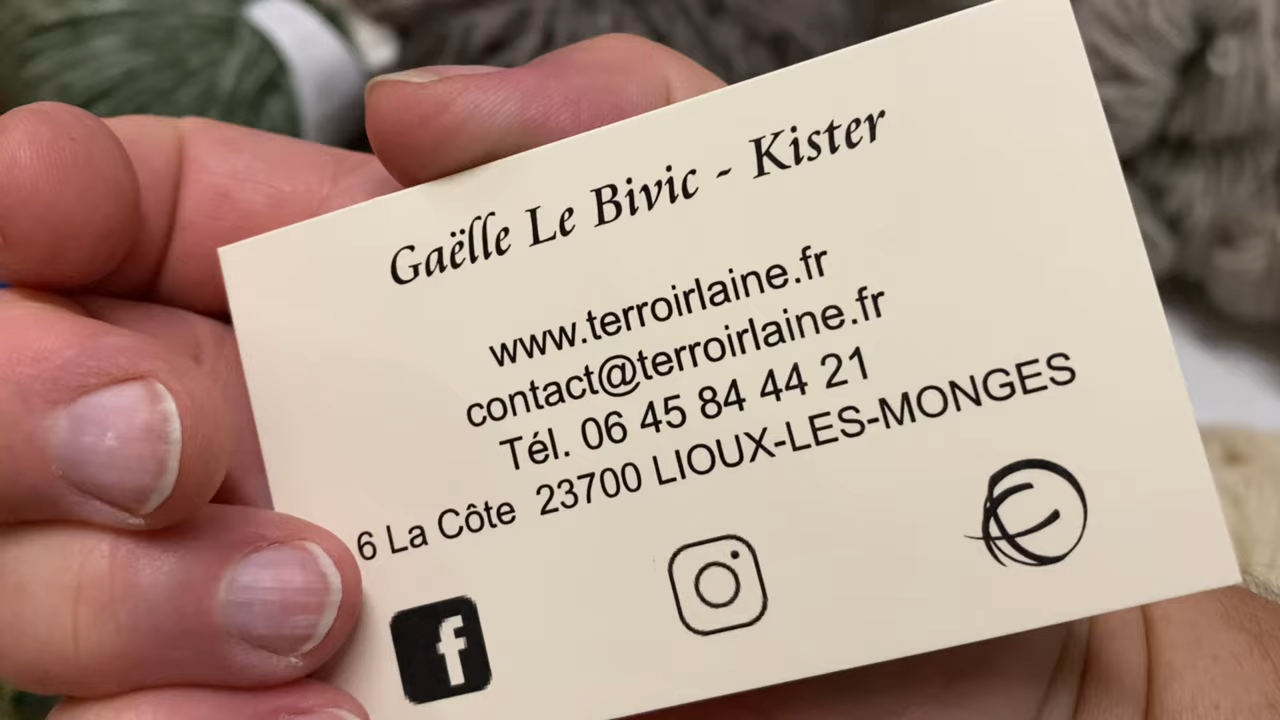 Gaëlle Le Bivic - Kister
www.terroirlaine.fr
contact@terroirlaine.fr
Tél. 06 45 84 44 21
6 La Côte 23700 LIOUX-LES-MONGES